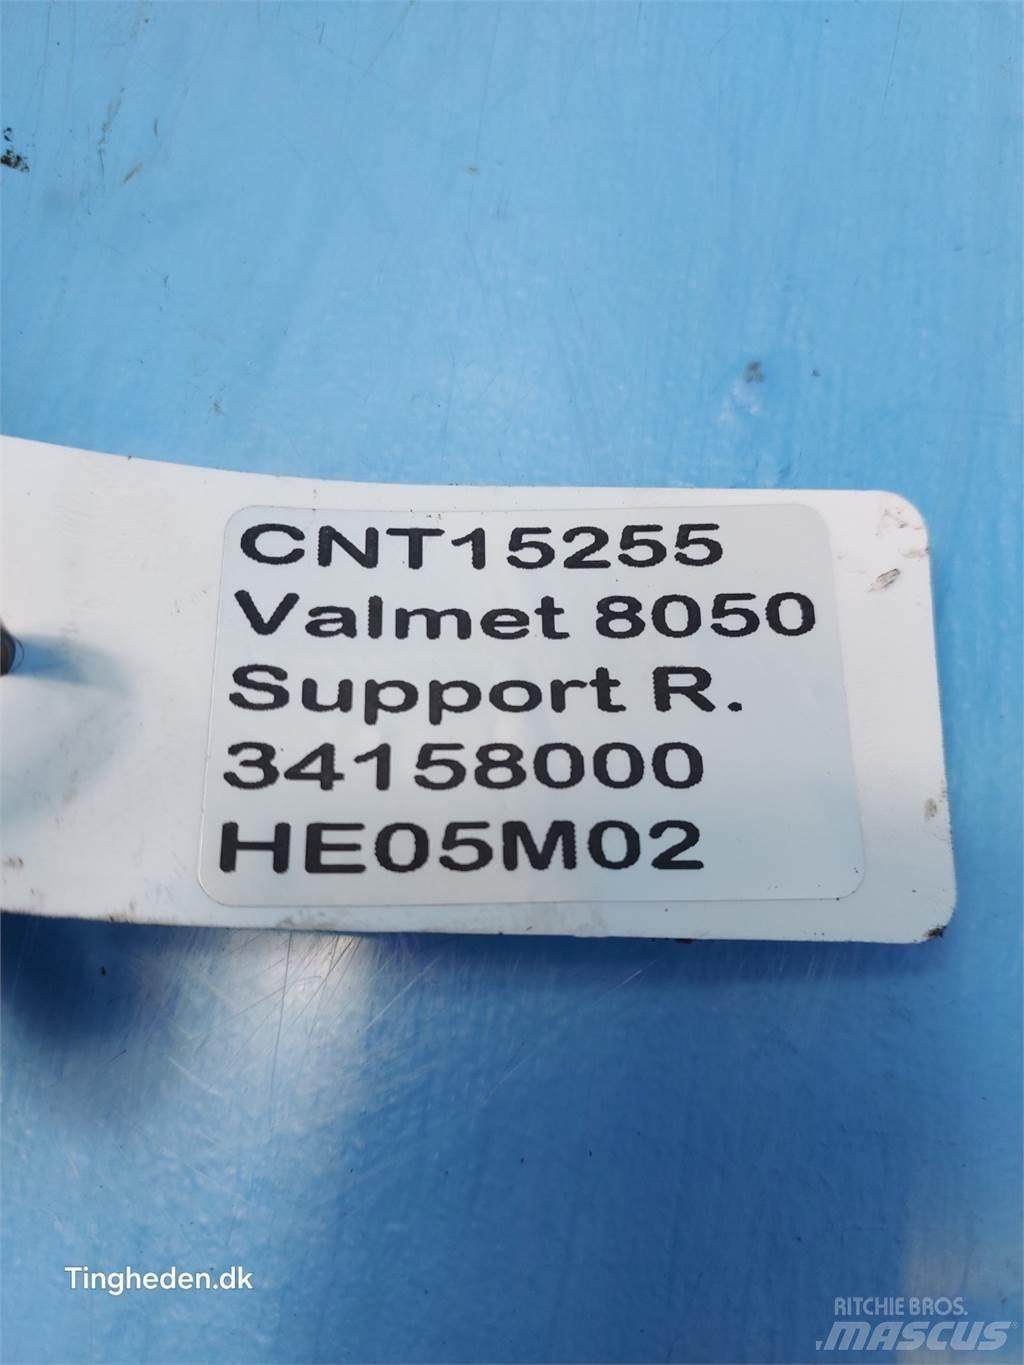 CNT15255
Valmet 8050
Support R.
34158000
HE05M02
Tingheden.dk
RITCHIE BROS.
MASCUS